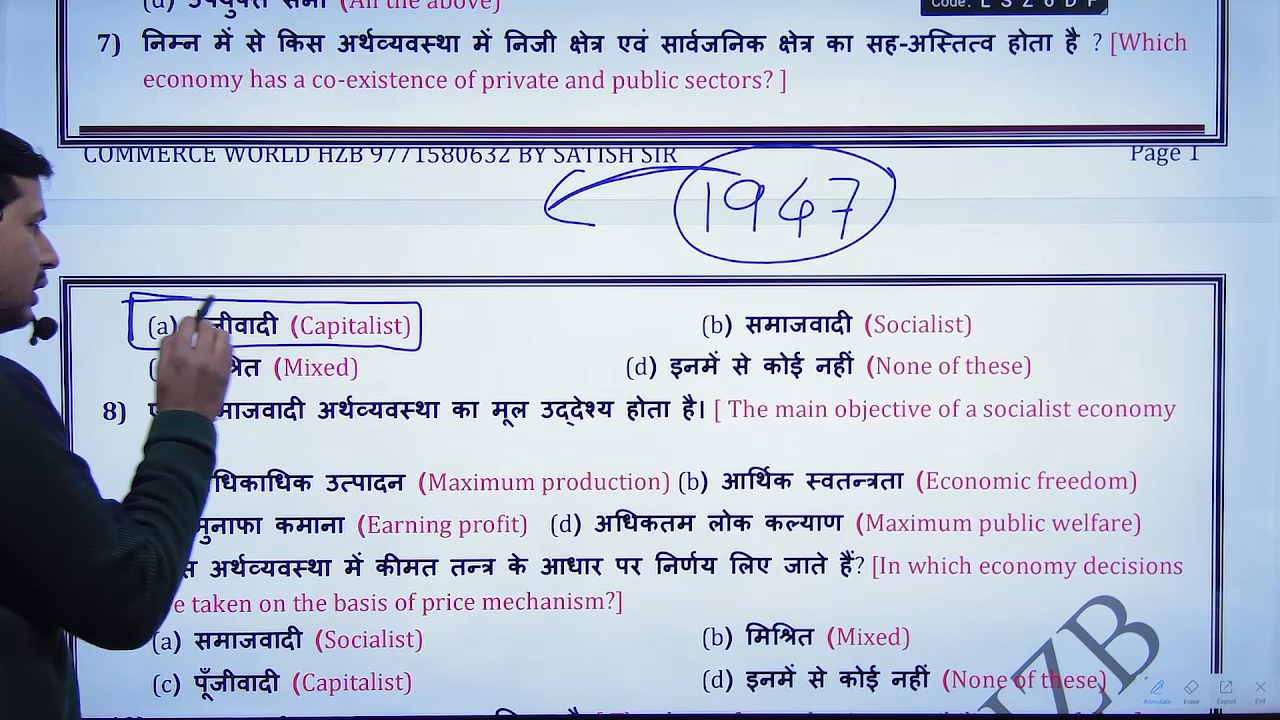 (All the above)
Code: L S Z 6 D P
7) निम्न में से किस अर्थव्यवस्था में निजी क्षेत्र एवं सार्वजनिक क्षेत्र का सह-अस्तित्व होता है ? [Which
economy has a co-existence of private and public sectors? ]
COMMERCE WORLD HZB 9771580632 BY SATISH SIR Page 1
1947
(a) (Capitalist) (b) समाजवादी (Socialist)
(Mixed) (d) इनमें से कोई नहीं (None of these)
8) अर्थव्यवस्था का मूल उद्देश्य होता है। [ The main objective of a socialist economy
उत्पादन (Maximum production) (b) आर्थिक स्वतन्त्रता (Economic freedom)
मुनाफा कमाना (Earning profit) (d) अधिकतम लोक कल्याण (Maximum public welfare)
अर्थव्यवस्था में कीमत तन्त्र के आधार पर निर्णय लिए जाते हैं? [In which economy decisions
taken on the basis of price mechanism?]
(a) समाजवादी (Socialist) (b) मिश्रित (Mixed)
(c) पूँजीवादी (Capitalist) (d) इनमें से कोई नहीं (None of these)
HZB
Annotate Erase Export Exit